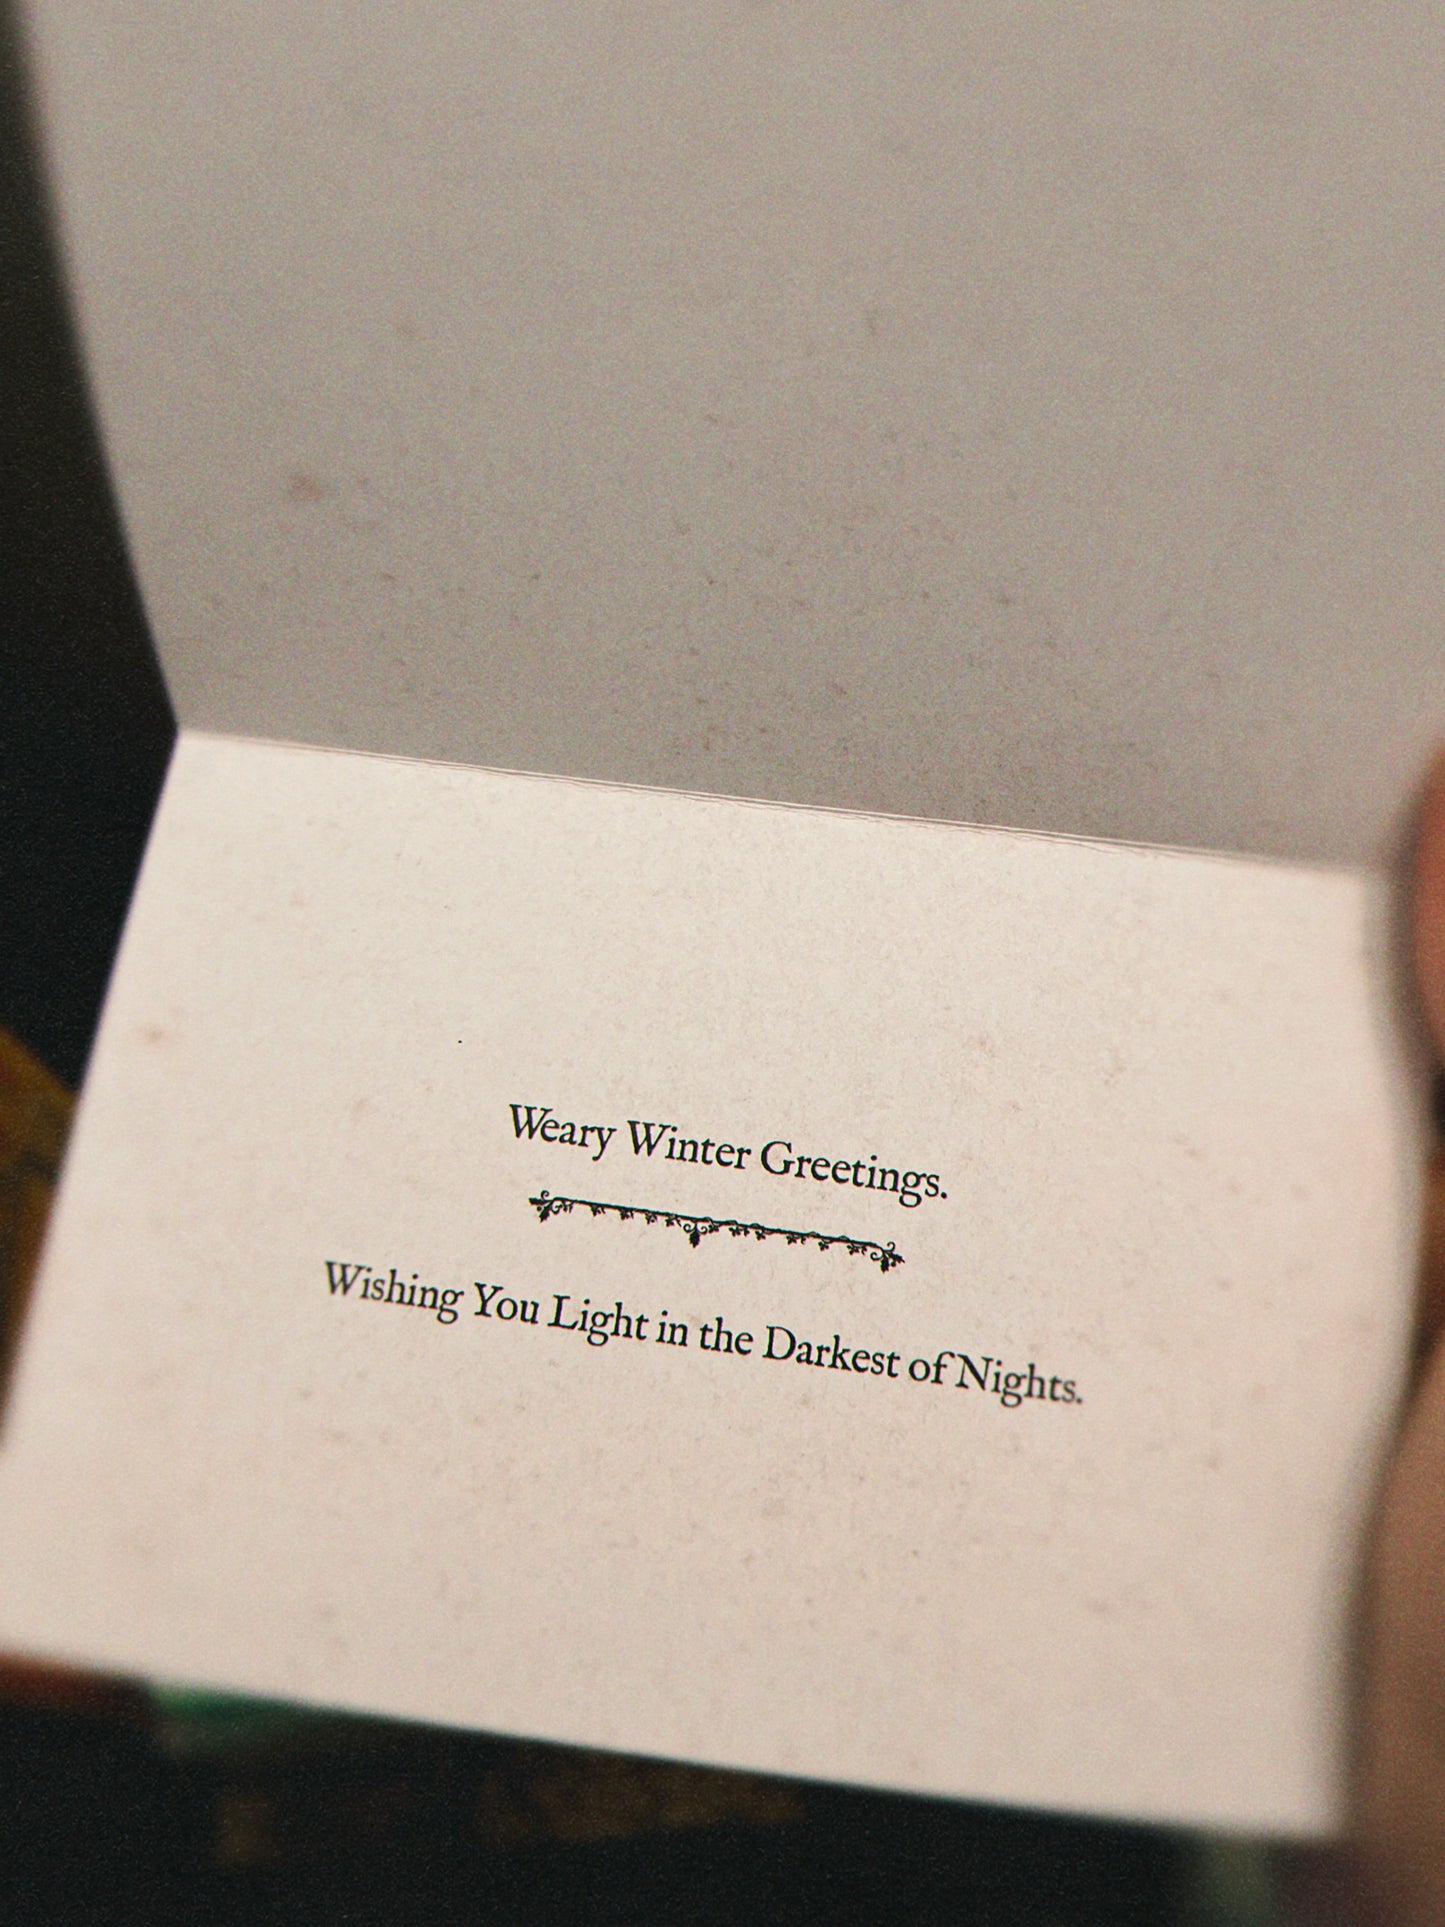 Weary Winter Greetings.
Wishing You Light in the Darkest of Nights.